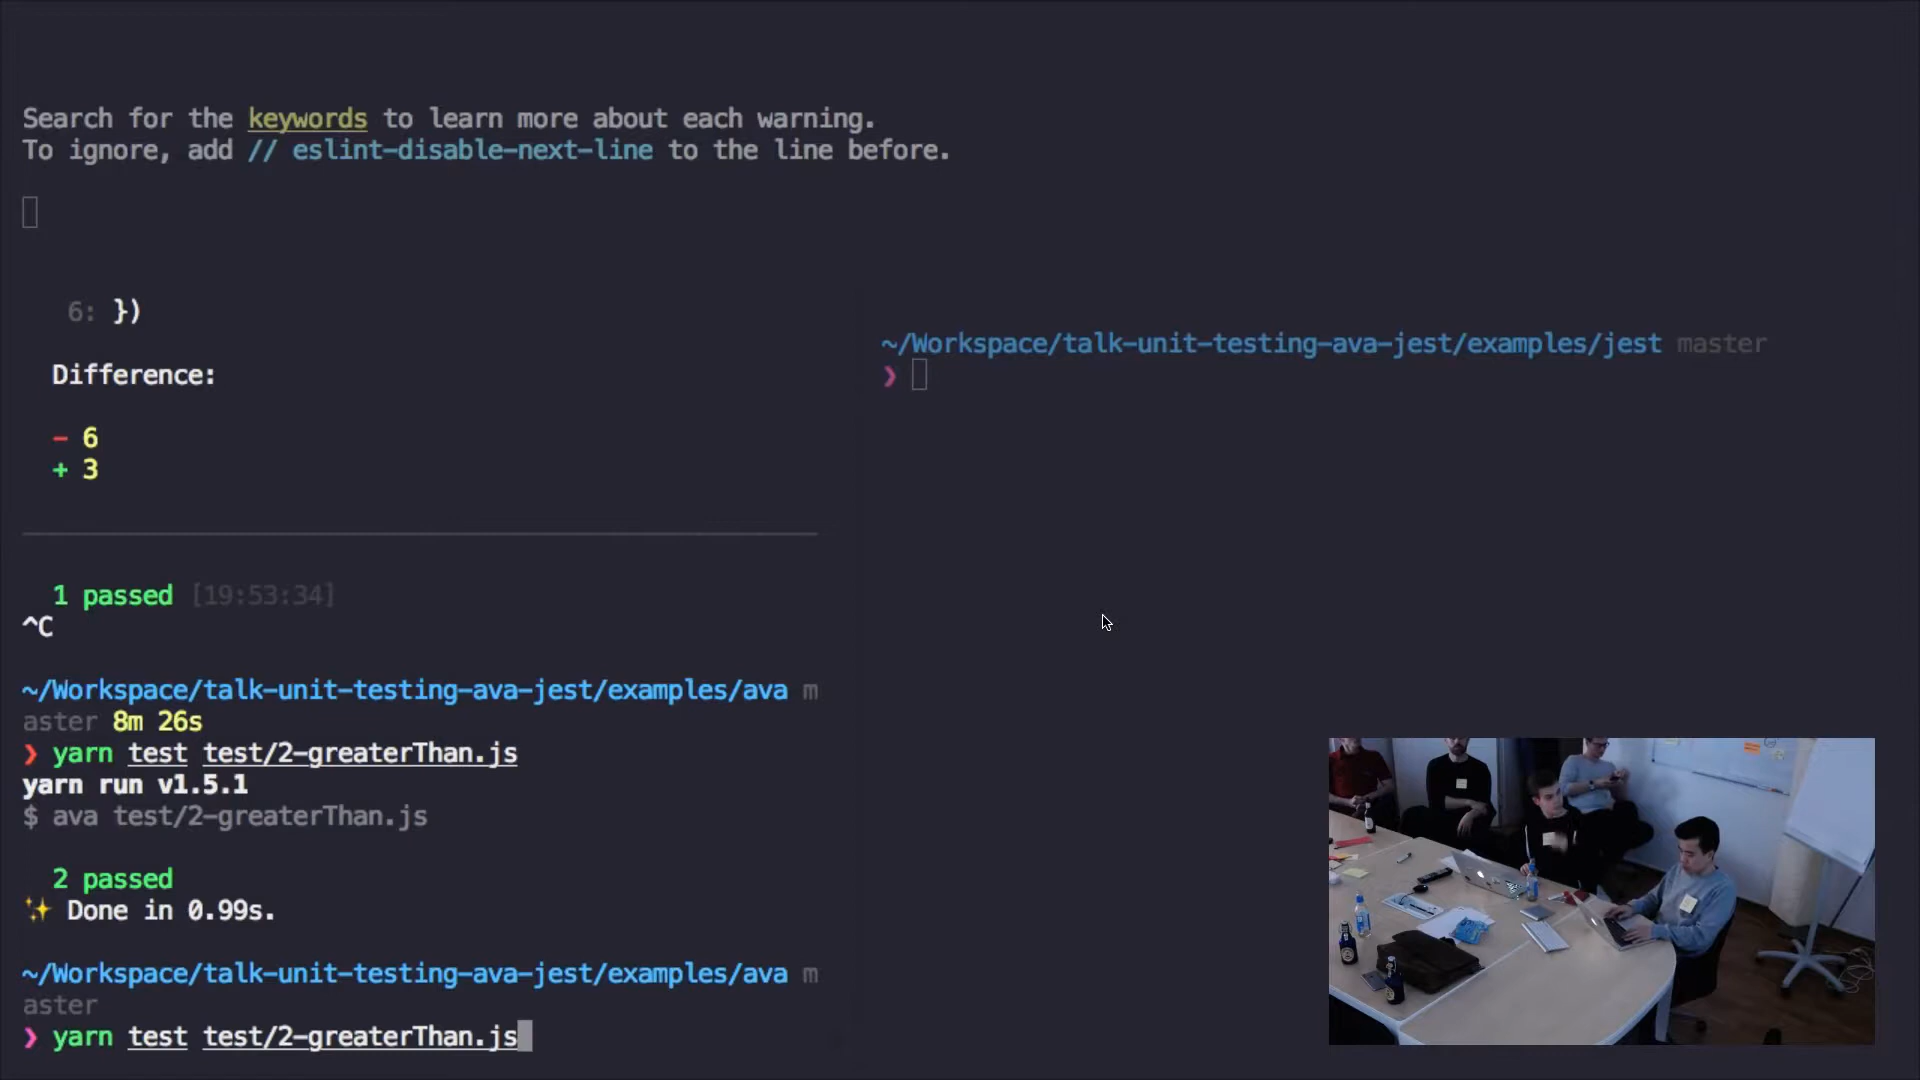 Search for the keywords to learn more about each warning.
To ignore, add // eslint-disable-next-line to the line before.
6: })
Difference:
- 6
+ 3
1 passed [19:53:34]
^C
~/Workspace/talk-unit-testing-ava-jest/examples/ava m
aster 8m 26s
❯ yarn test test/2-greaterThan.js
yarn run v1.5.1
$ ava test/2-greaterThan.js
2 passed
✨ Done in 0.99s.
~/Workspace/talk-unit-testing-ava-jest/examples/ava m
aster
❯ yarn test test/2-greaterThan.js
~/Workspace/talk-unit-testing-ava-jest/examples/jest master
❯